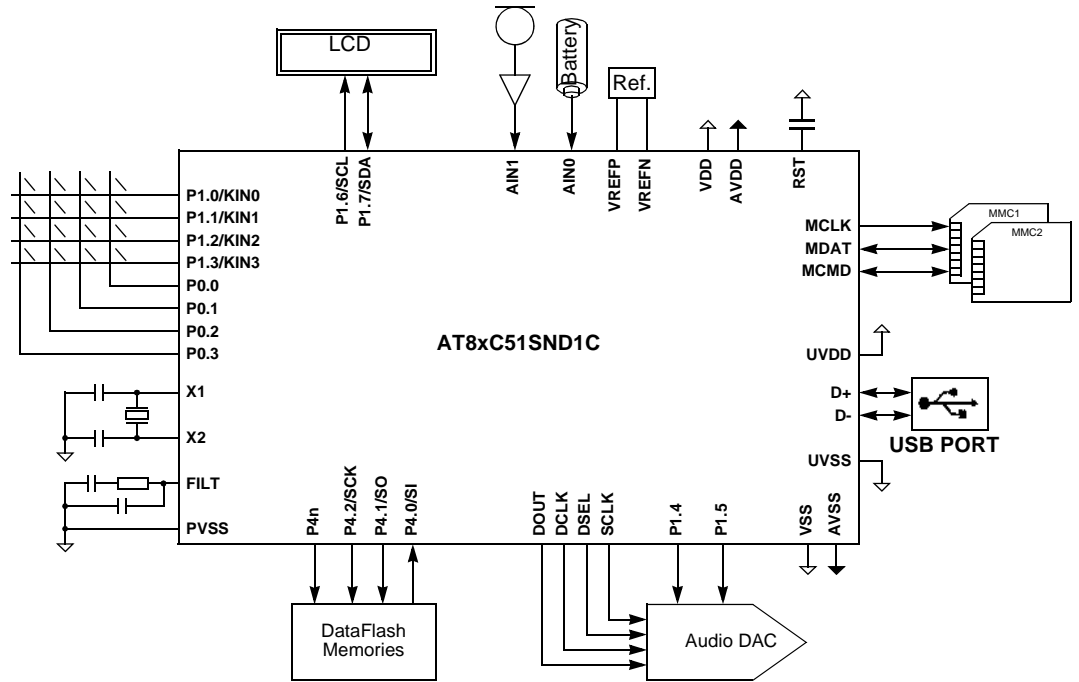 LCD
Battery
Ref.
P1.6/SCL
P1.7/SDA
AIN1
AIN0
VREFP
VREFN
VDD
AVDD
RST
P1.0/KIN0
P1.1/KIN1
P1.2/KIN2
P1.3/KIN3
P0.0
P0.1
P0.2
P0.3
X1
X2
FILT
PVSS
AT8xC51SND1C
MCLK
MDAT
MCMD
MMC1
MMC2
UVDD
D+
D-
USB PORT
UVSS
P4n
P4.2/SCK
P4.1/SO
P4.0/SI
DOUT
DCLK
DSEL
SCLK
P1.4
P1.5
VSS
AVSS
DataFlash
Memories
Audio DAC